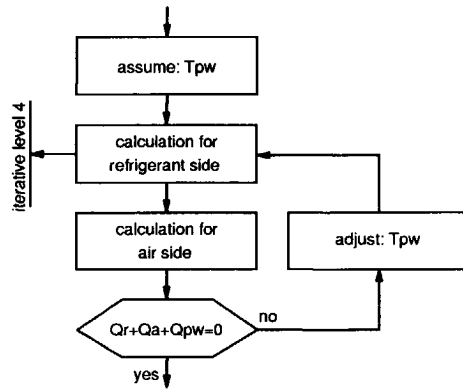 assume: Tpw
iterative level 4
calculation for
refrigerant side
calculation for
air side
adjust: Tpw
Qr+Qa+Qpw=0
no
yes